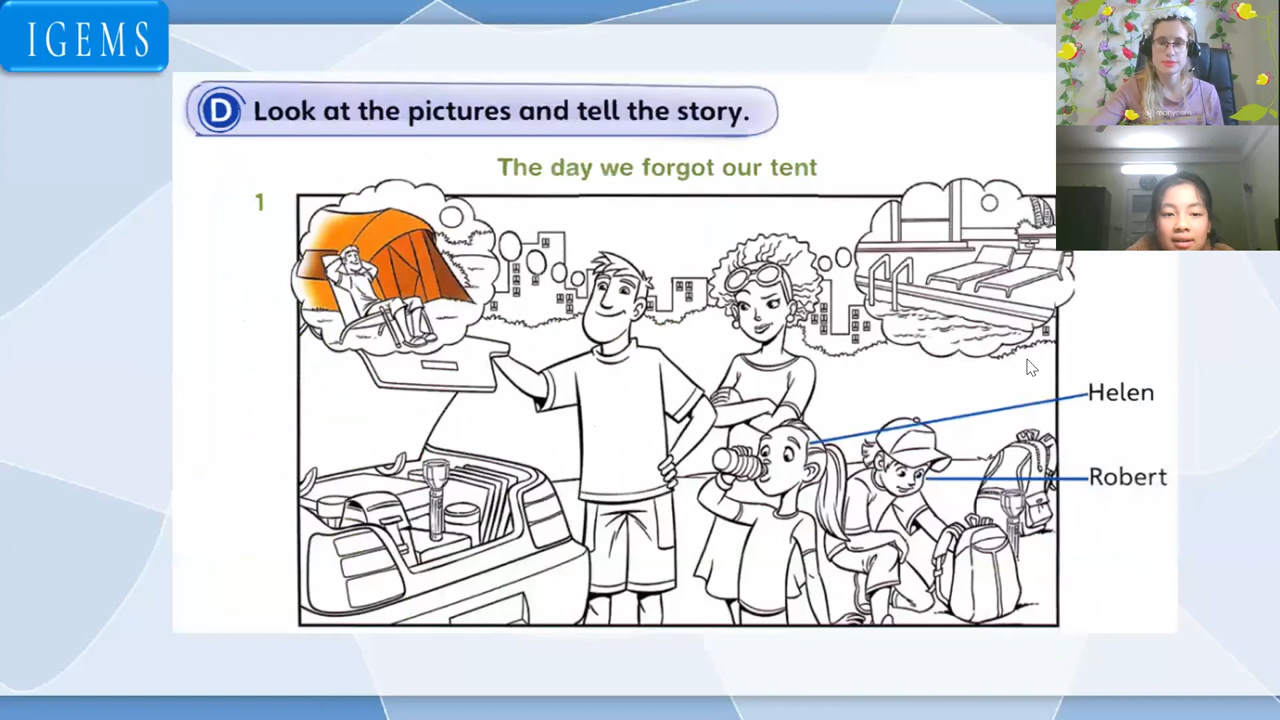 IGEMS
D Look at the pictures and tell the story.
The day we forgot our tent
1
Helen
Robert